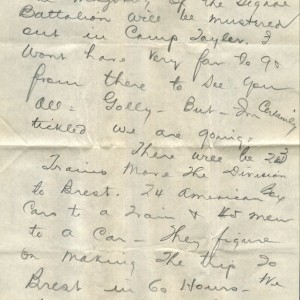 the majority of the Signal
Battalion will be mustered
out in Camp Taylor. I
Wont have very far to go
from there to see you
All = Golly - But - Im Certainly
tickled we are going.
There will be
Trains Move The Division
to Brest. 24 American Box
Cars to a Train & 45 men
to a Car - They figure
on making The trip to
Brest in 60 Hours - We